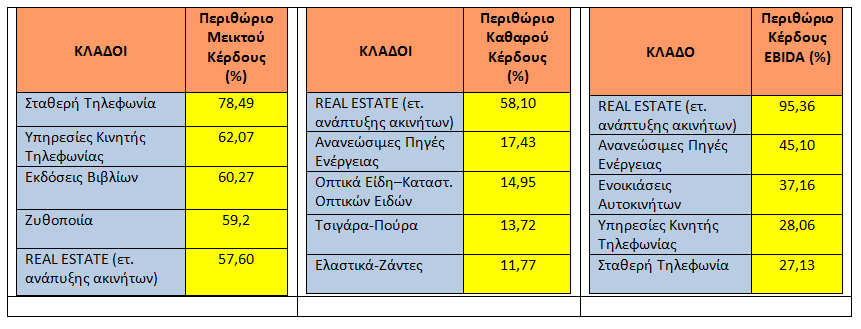 ΚΛΑΔΟΙ
Περιθώριο
Μεικτού
Κέρδους
(%)
Σταθερή Τηλεφωνία
78,49
Υπηρεσίες Κινητής
Τηλεφωνίας
62,07
Εκδόσεις Βιβλίων
60,27
Ζυθοποιία
59,2
REAL ESTATE (ετ.
ανάπυξης ακινήτων)
57,60
ΚΛΑΔΟΙ
Περιθώριο
Καθαρού
Κέρδους
(%)
REAL ESTATE (ετ.
ανάπτυξης ακινήτων)
58,10
Ανανεώσιμες Πηγές
Ενέργειας
17,43
Οπτικά Είδη–Καταστ.
Οπτικών Ειδών
14,95
Τσιγάρα-Πούρα
13,72
Ελαστικά-Ζάντες
11,77
ΚΛΑΔΟ
Περιθώριο
Κέρδους
EBIDA (%)
REAL ESTATE (ετ.
ανάπτυξης ακινήτων)
95,36
Ανανεώσιμες Πηγές
Ενέργειας
45,10
Ενοικιάσεις
Αυτοκινήτων
37,16
Υπηρεσίες Κινητής
Τηλεφωνίας
28,06
Σταθερή Τηλεφωνία
27,13